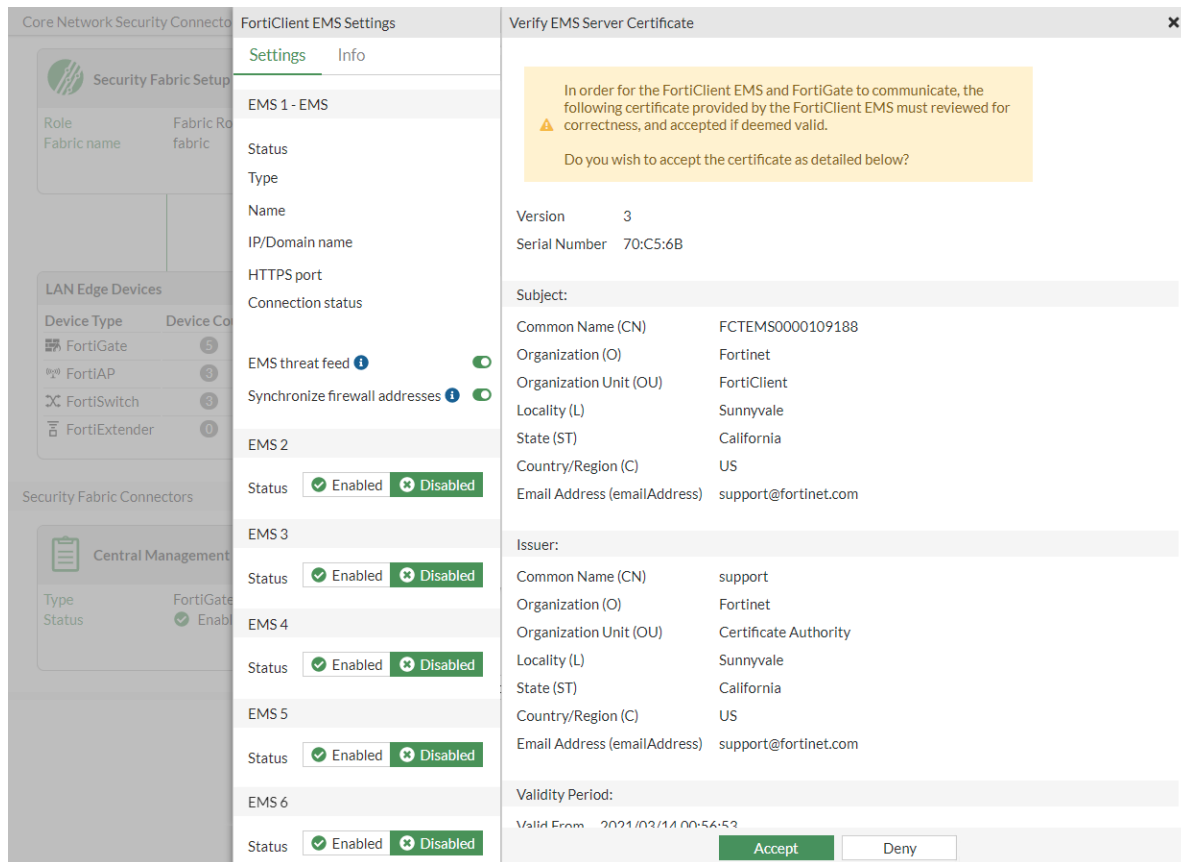 Core Network Security Connecto
Security Fabric Setup
Role Fabric Ro
Fabric name fabric
LAN Edge Devices
Device Type Device Co
FortiGate 5
FortiAP 3
FortiSwitch 3
FortiExtender 0
Security Fabric Connectors
Central Management
Type FortiGate
Status Enabl
FortiClient EMS Settings
Settings Info
EMS 1 - EMS
Status
Type
Name
IP/Domain name
HTTPS port
Connection status
EMS threat feed
Synchronize firewall addresses
EMS 2
Status Enabled Disabled
EMS 3
Status Enabled Disabled
EMS 4
Status Enabled Disabled
EMS 5
Status Enabled Disabled
EMS 6
Status Enabled Disabled
Verify EMS Server Certificate
In order for the FortiClient EMS and FortiGate to communicate, the
following certificate provided by the FortiClient EMS must reviewed for
correctness, and accepted if deemed valid.
Do you wish to accept the certificate as detailed below?
Version 3
Serial Number 70:C5:6B
Subject:
Common Name (CN) FCTEMS0000109188
Organization (O) Fortinet
Organization Unit (OU) FortiClient
Locality (L) Sunnyvale
State (ST) California
Country/Region (C) US
Email Address (emailAddress) support@fortinet.com
Issuer:
Common Name (CN) support
Organization (O) Fortinet
Organization Unit (OU) Certificate Authority
Locality (L) Sunnyvale
State (ST) California
Country/Region (C) US
Email Address (emailAddress) support@fortinet.com
Validity Period:
Valid From 2021/03/14 00:56:53
Accept Deny